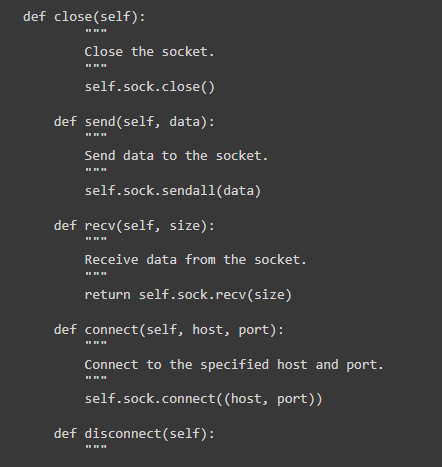 def close(self):
"""
Close the socket.
"""
self.sock.close()
def send(self, data):
"""
Send data to the socket.
"""
self.sock.sendall(data)
def recv(self, size):
"""
Receive data from the socket.
"""
return self.sock.recv(size)
def connect(self, host, port):
"""
Connect to the specified host and port.
"""
self.sock.connect((host, port))
def disconnect(self):
"""